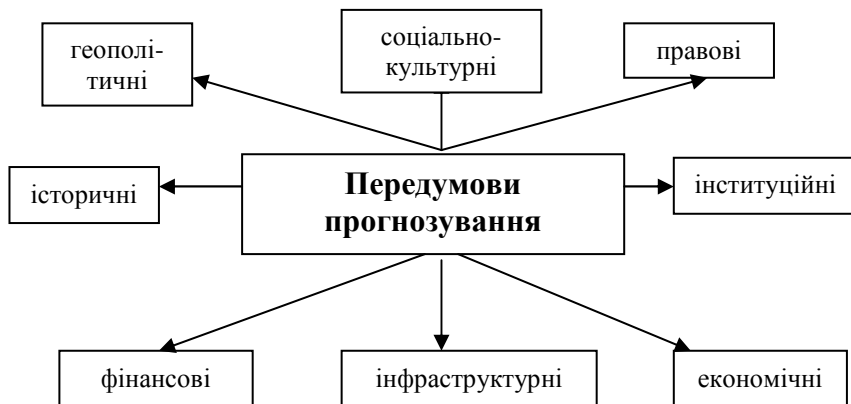 геополі-
тичні
соціально-
культурні
правові
історичні
Передумови
прогнозування
інституційні
фінансові
інфраструктурні
економічні